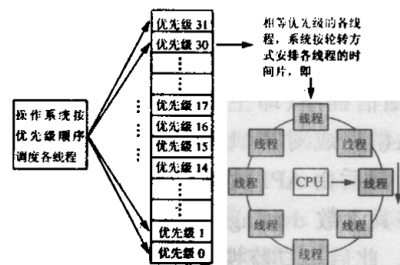 优先级 31
优先级 30
优先级 17
优先级 16
优先级 15
优先级 14
优先级 1
优先级 0
操作系统按
优先级顺序
调度各线程
相等优先级的各线
程，系统按轮转方
式安排各线程的时
间片，即
线程
线程
线程
线程
CPU
线程
线程
线程
线程